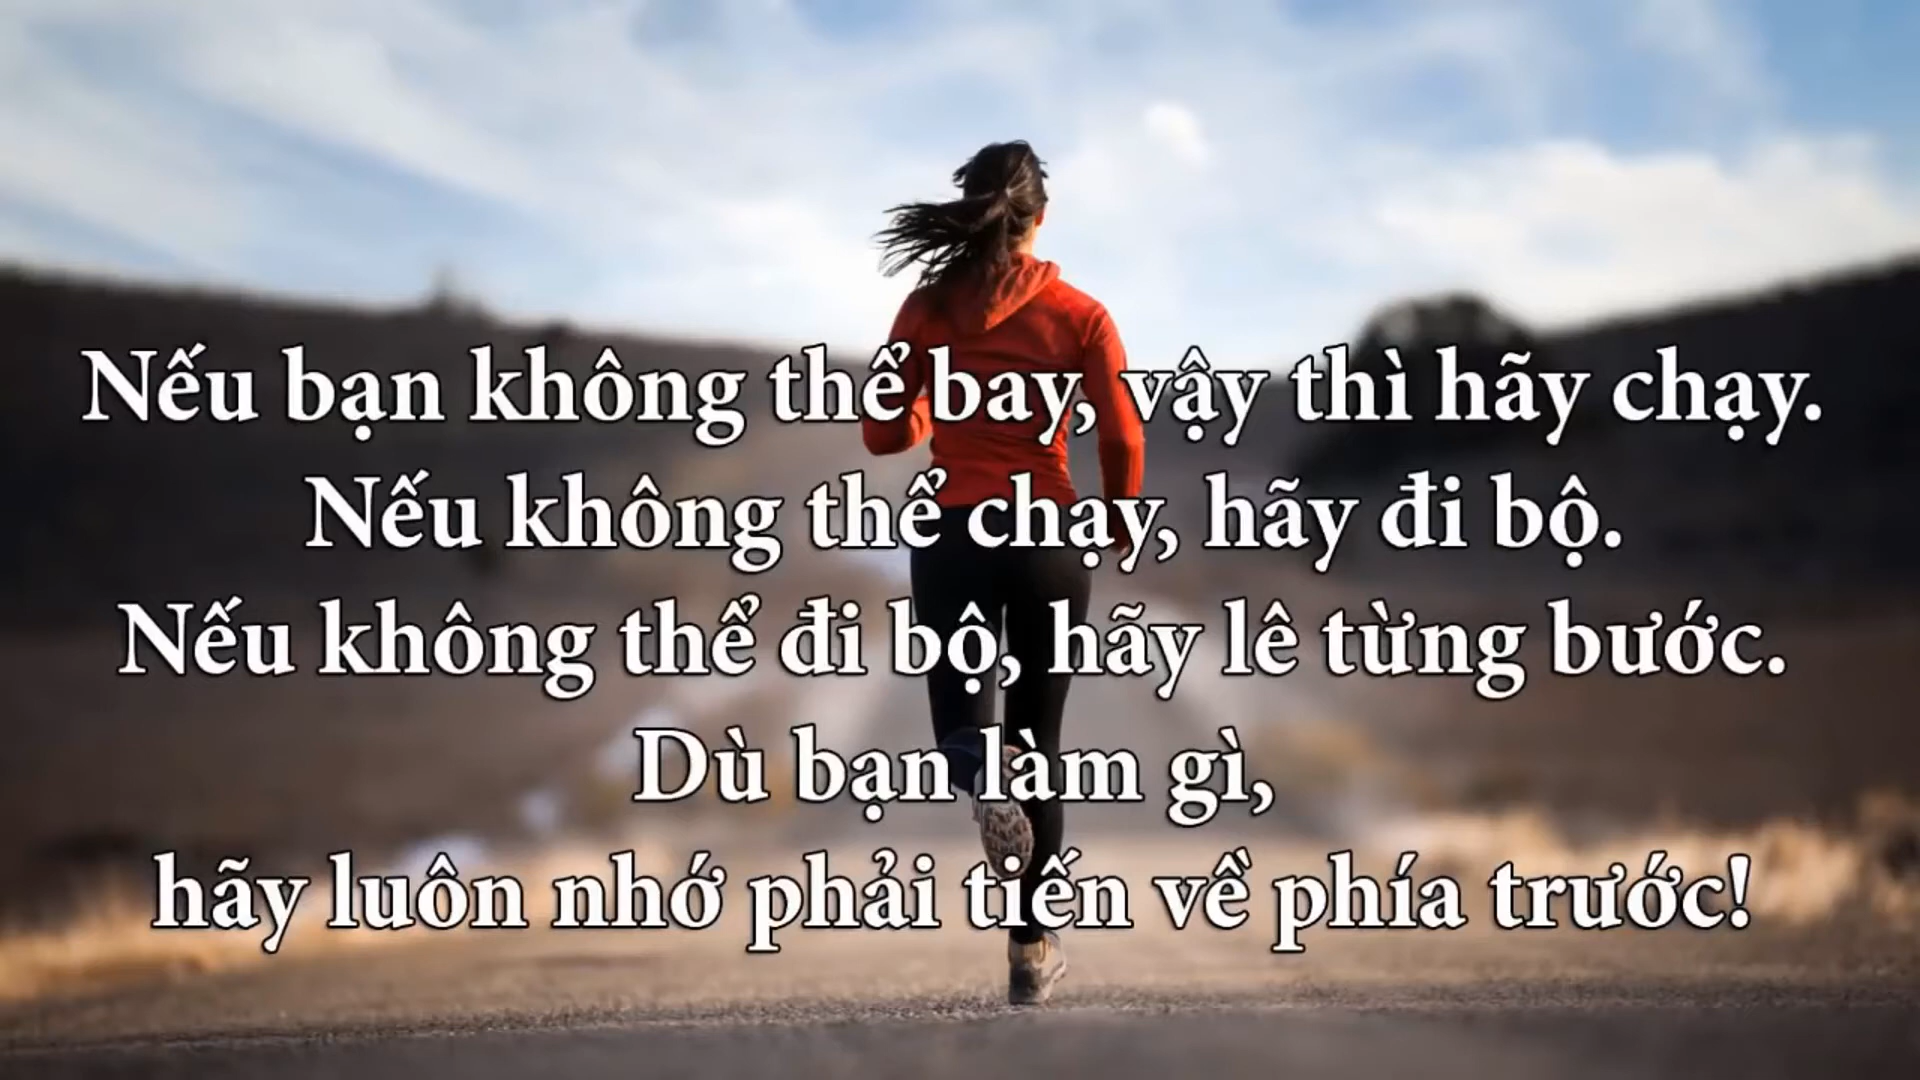 Nếu bạn không thể bay, vậy thì hãy chạy.
Nếu không thể chạy, hãy đi bộ.
Nếu không thể đi bộ, hãy lê từng bước.
Dù bạn làm gì,
hãy luôn nhớ phải tiến về phía trước!